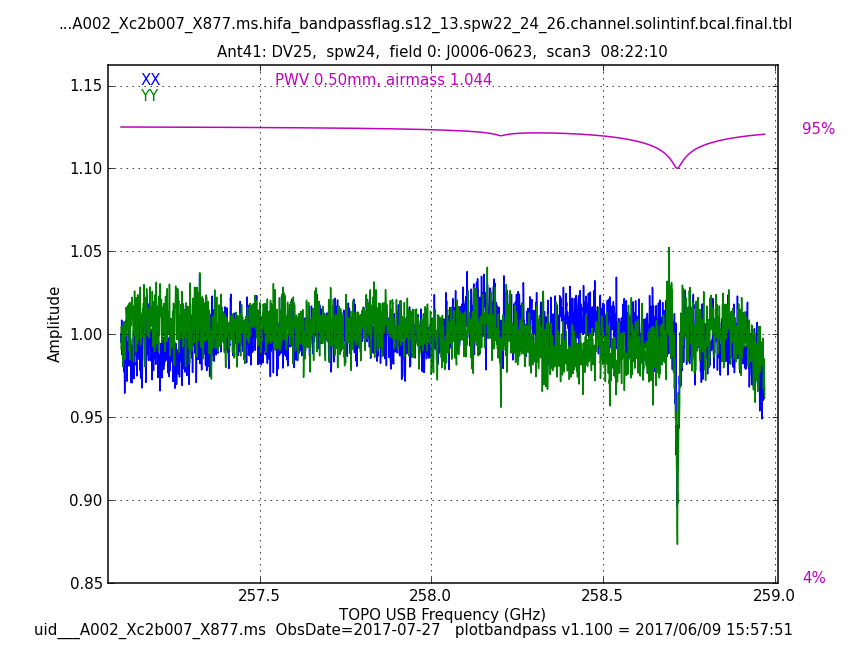 ...A002_Xc2b007_X877.ms.hifa_bandpassflag.s12_13.spw22_24_26.channel.solintinf.bcal.final.tbl
Ant41: DV25, spw24, field 0: J0006-0623, scan3 08:22:10
XX
PWV 0.50mm, airmass 1.044
YY
95%
4%
1.15
1.10
1.05
1.00
0.95
0.90
0.85
Amplitude
257.5 258.0 258.5 259.0
TOPO USB Frequency (GHz)
uid___A002_Xc2b007_X877.ms ObsDate=2017-07-27 plotbandpass v1.100 = 2017/06/09 15:57:51